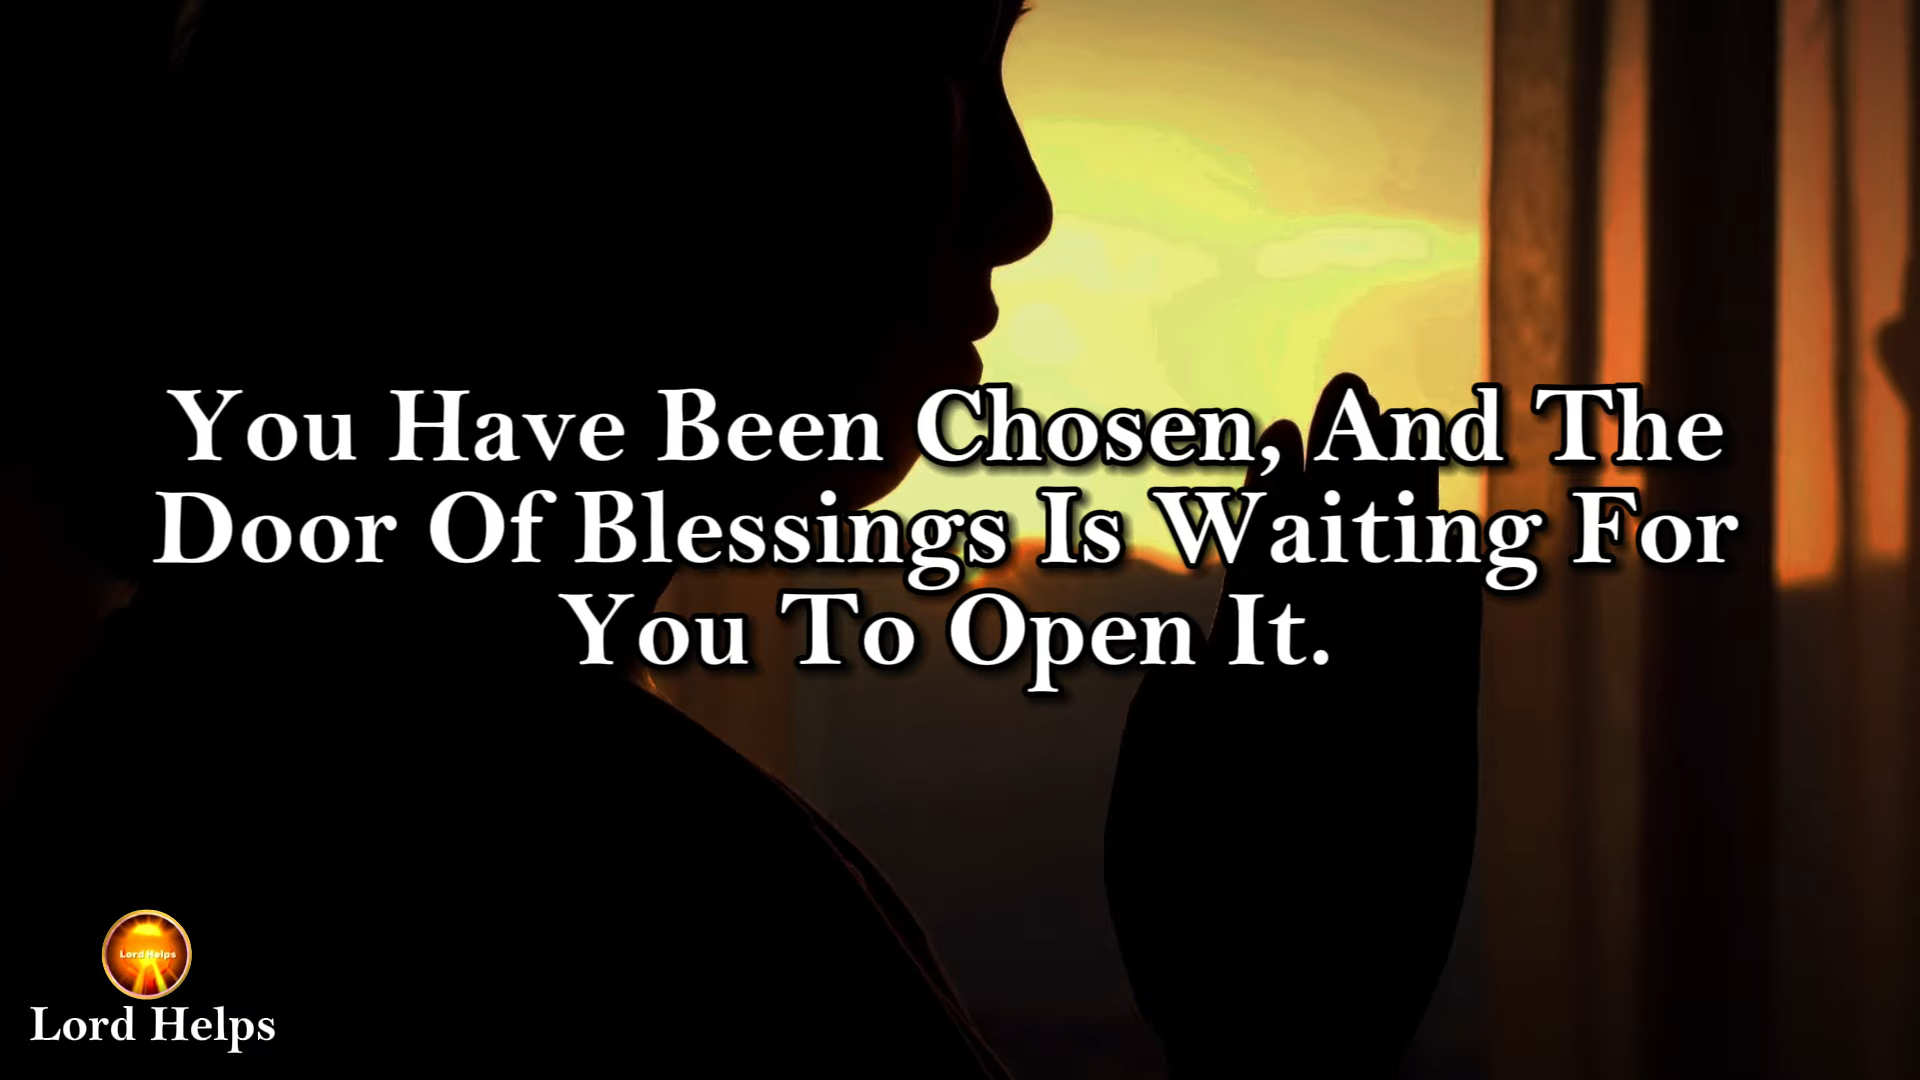 You Have Been Chosen, And The
Door Of Blessings Is Waiting For
You To Open It.
Lord Helps
Lord Helps